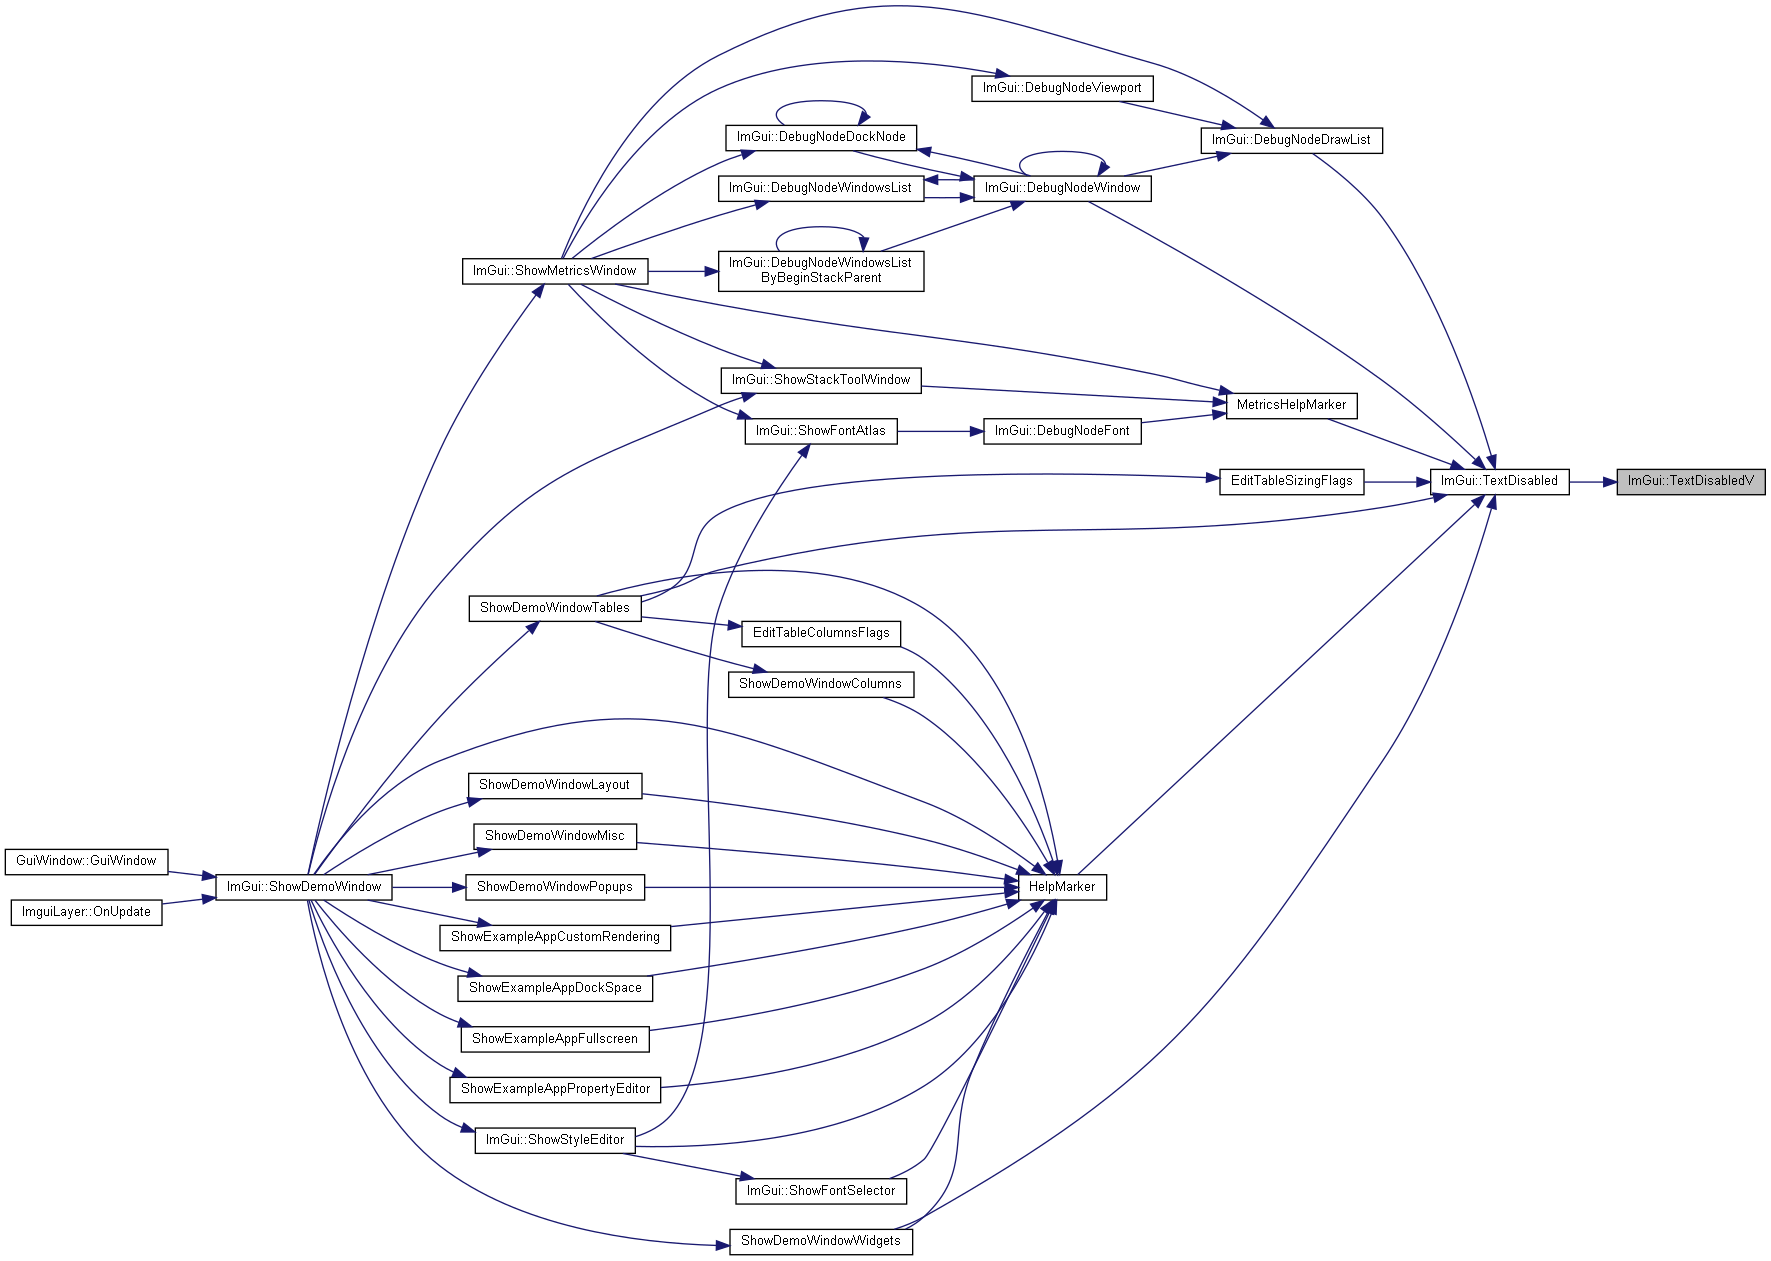 ImGui::DebugNodeViewport
ImGui::DebugNodeDockNode
ImGui::DebugNodeDrawList
ImGui::DebugNodeWindowsList
ImGui::DebugNodeWindow
ImGui::ShowMetricsWindow
ImGui::DebugNodeWindowsList
ByBeginStackParent
ImGui::ShowStackToolWindow
MetricsHelpMarker
ImGui::ShowFontAtlas
ImGui::DebugNodeFont
EditTableSizingFlags
ImGui::TextDisabled
ImGui::TextDisabledV
ShowDemoWindowTables
EditTableColumnsFlags
ShowDemoWindowColumns
ShowDemoWindowLayout
ShowDemoWindowMisc
GuiWindow::GuiWindow
ImGui::ShowDemoWindow
ShowDemoWindowPopups
HelpMarker
ImguiLayer::OnUpdate
ShowExampleAppCustomRendering
ShowExampleAppDockSpace
ShowExampleAppFullscreen
ShowExampleAppPropertyEditor
ImGui::ShowStyleEditor
ImGui::ShowFontSelector
ShowDemoWindowWidgets